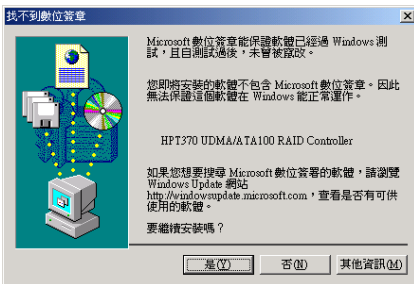 找不到數位簽章
Microsoft 數位簽章能保證軟體已經過 Windows 測
試，且自測試過後，未曾被竄改。
您即將安裝的軟體不包含 Microsoft 數位簽章。因此
無法保證這個軟體在 Windows 能正常運作。
HPT370 UDMA/ATA100 RAID Controller
如果您想要搜尋 Microsoft 數位簽署的軟體，請瀏覽
Windows Update 網站
http://windowsupdate.microsoft.com，查看是否有可供
使用的軟體。
要繼續安裝嗎？
是(Y) 否(N) 其他資訊(M)